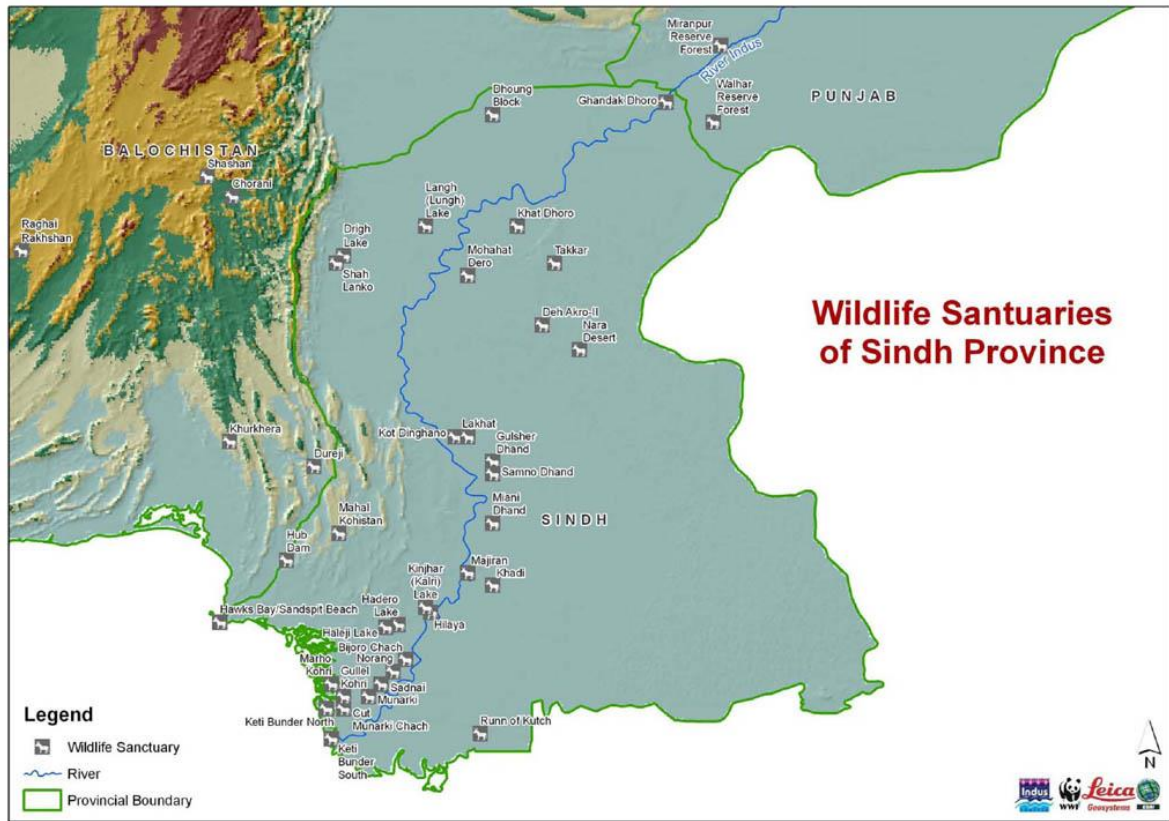 Miranpur
Reserve
Forest
River Indus
Walhar
Reserve
Forest
PUNJAB
Dhoung
Block
Ghandak Dhoro
BALOCHISTAN
Shashan
Chorani
Raghai
Rakhshan
Langh
(Lungh)
Lake
Khat Dhoro
Drigh
Lake
Shah
Lanko
Mohahat
Dero
Takkar
Deh Akro-II
Nara
Desert
Wildlife Santuaries
of Sindh Province
Khurkhera
Dureji
Kot Dinghano
Lakhat
Gulsher
Dhand
Samno Dhand
Miani
Dhand
SINDH
Mahal
Kohistan
Hub
Dam
Majiran
Khadi
Kinjhar
(Kalri)
Lake
Hilaya
Hadero
Lake
Hawks Bay/Sandspit Beach
Haleji Lake
Bijoro Chach
Norang
Marho
Kohri
Gullel
Kohri
Sadnai
Munarki
Cut
Munarki Chach
Keti Bunder North
Keti
Bunder
South
Runn of Kutch
Legend
Wildlife Sanctuary
River
Provincial Boundary
N
Indus
WWF
Leica
Geosystems